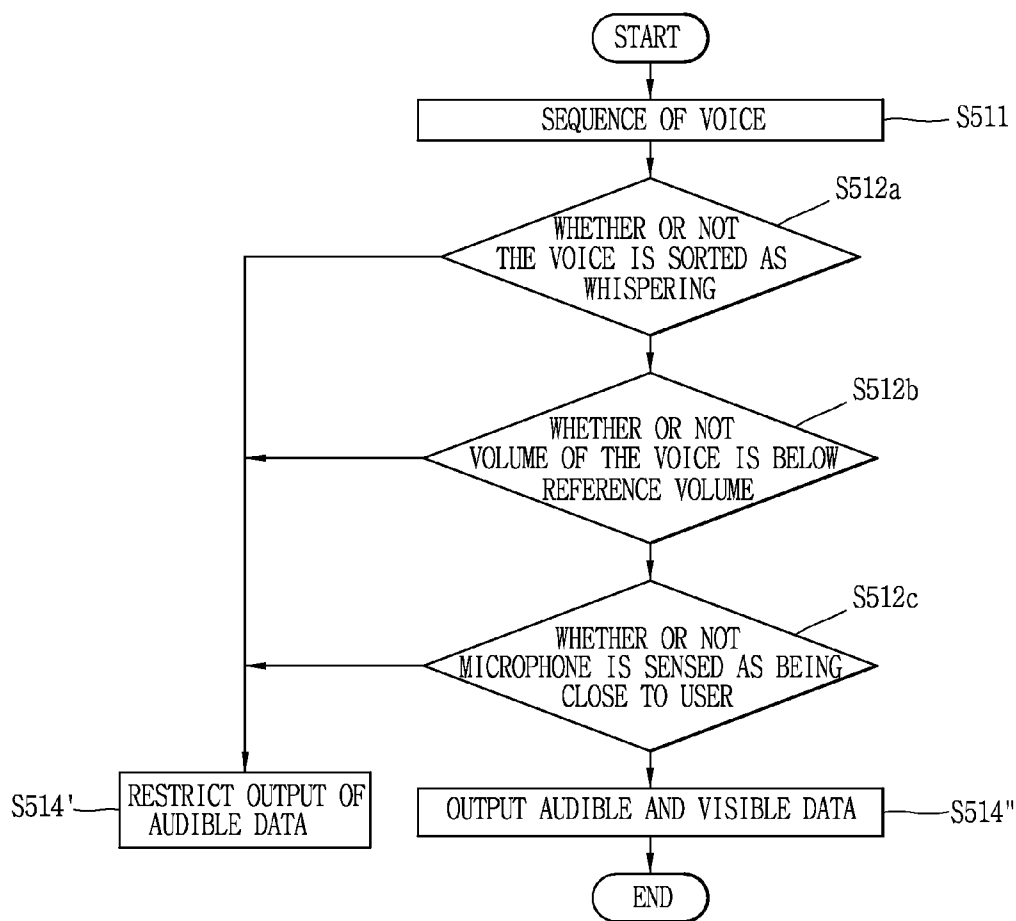 START
SEQUENCE OF VOICE
S511
S512a
WHETHER OR NOT
THE VOICE IS SORTED AS
WHISPERING
S512b
WHETHER OR NOT
VOLUME OF THE VOICE IS BELOW
REFERENCE VOLUME
S512c
WHETHER OR NOT
MICROPHONE IS SENSED AS BEING
CLOSE TO USER
S514'
RESTRICT OUTPUT OF
AUDIBLE DATA
OUTPUT AUDIBLE AND VISIBLE DATA
S514"
END